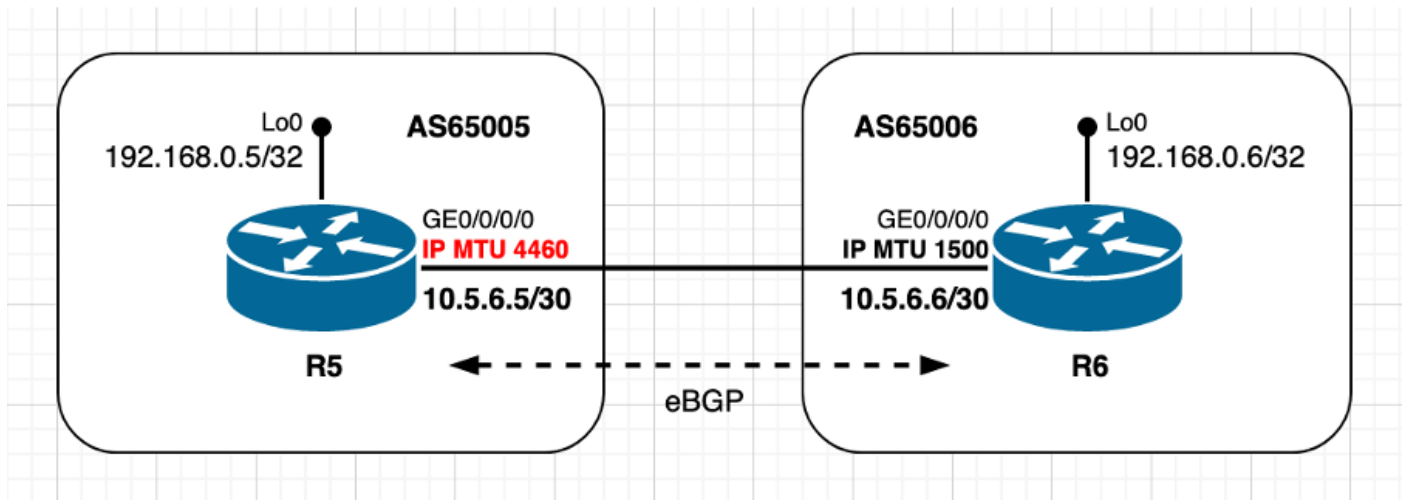 Lo0
192.168.0.5/32
AS65005
GE0/0/0/0
IP MTU 4460
10.5.6.5/30
R5
AS65006
Lo0
192.168.0.6/32
GE0/0/0/0
IP MTU 1500
10.5.6.6/30
R6
eBGP